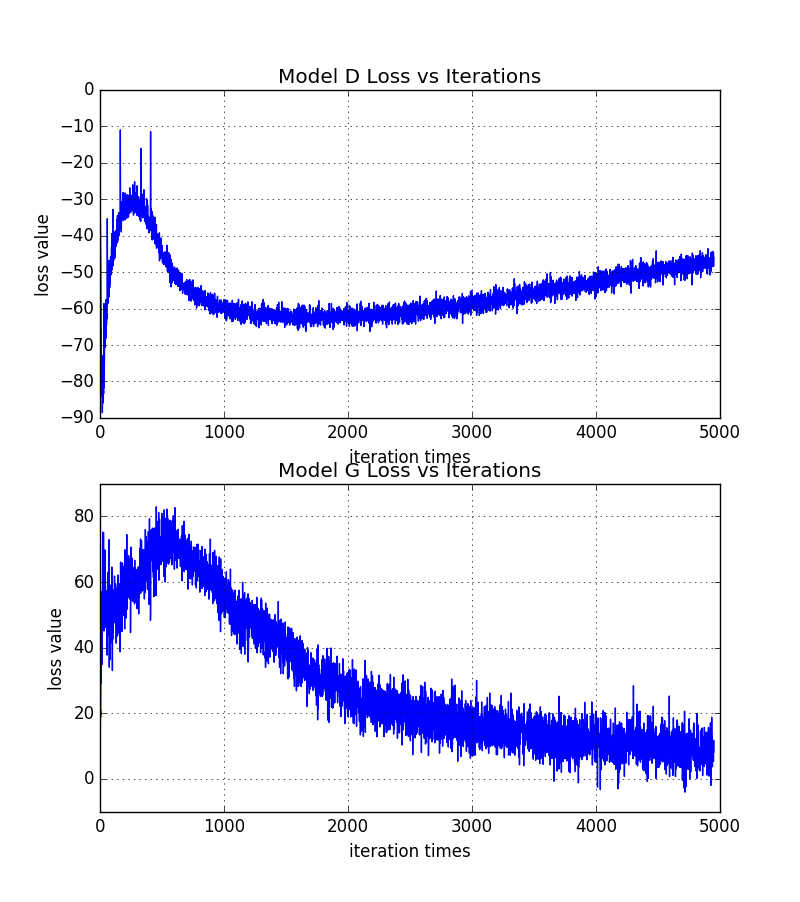 Model D Loss vs Iterations
0
−10
−20
−30
−40
−50
−60
−70
−80
−90
loss value
0 1000 2000 3000 4000 5000
iteration times
Model G Loss vs Iterations
80
60
40
20
0
loss value
0 1000 2000 3000 4000 5000
iteration times